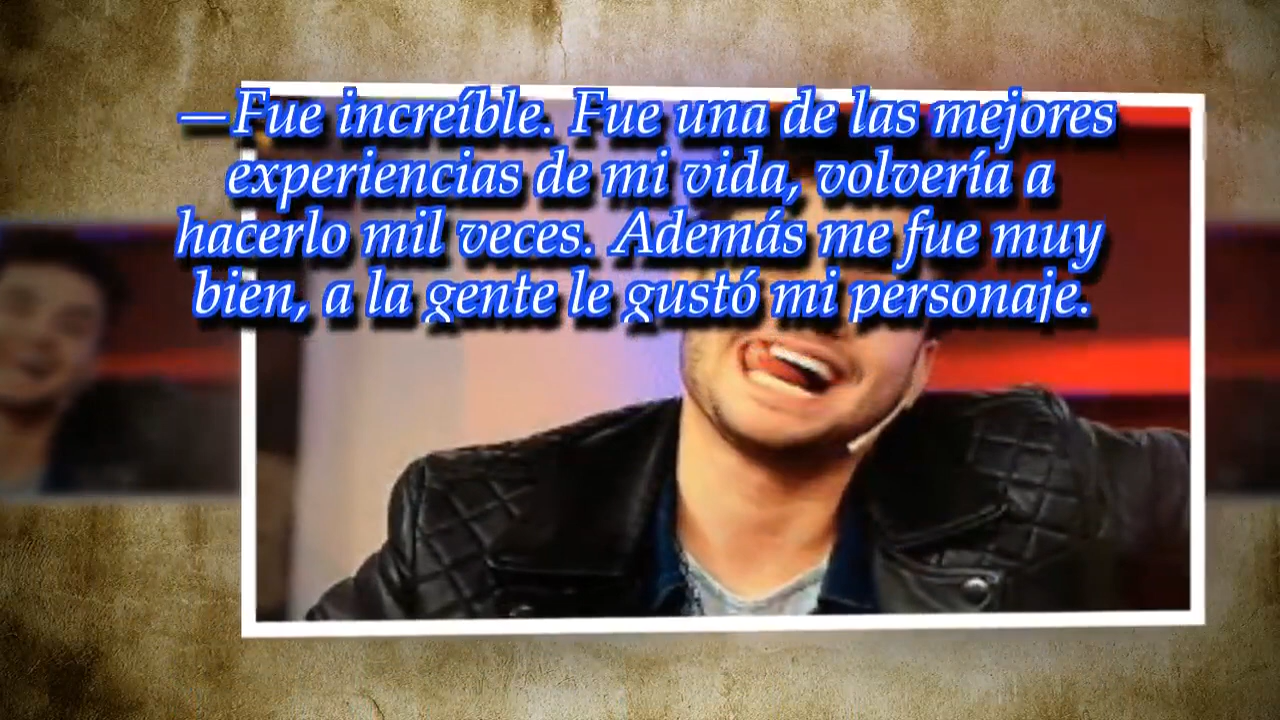 —Fue increíble. Fue una de las mejores
experiencias de mi vida, volvería a
hacerlo mil veces. Además me fue muy
bien, a la gente le gustó mi personaje.